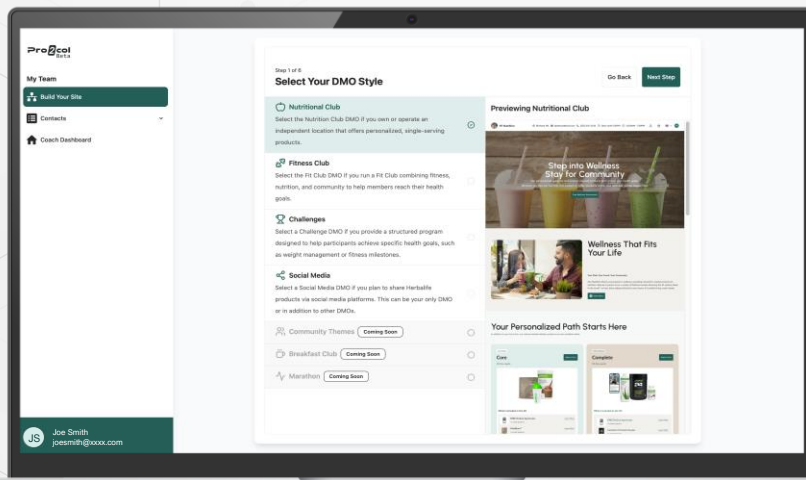 Pro2col
Beta
My Team
Build Your Site
Contacts
Coach Dashboard
JS
Joe Smith
joesmith@xxxx.com
Step 1 of 6
Select Your DMO Style
Go Back
Next Step
Nutritional Club
Select the Nutrition Club DMO if you own or operate an
independent location that offers personalized, single-serving
products.
Fitness Club
Select the Fit Club DMO if you run a Fit Club combining fitness,
nutrition, and community to help members reach their health
goals.
Challenges
Select a Challenge DMO if you provide a structured program
designed to help participants achieve specific health goals, such
as weight management or fitness milestones.
Social Media
Select a Social Media DMO if you plan to share Herbalife
products via social media platforms. This can be your only DMO
or in addition to other DMOs.
Community Themes
Coming Soon
Breakfast Club
Coming Soon
Marathon
Coming Soon
Previewing Nutritional Club
Step into Wellness
Stay for Community
Wellness That Fits
Your Life
Your Personalized Path Starts Here
Core
Complete